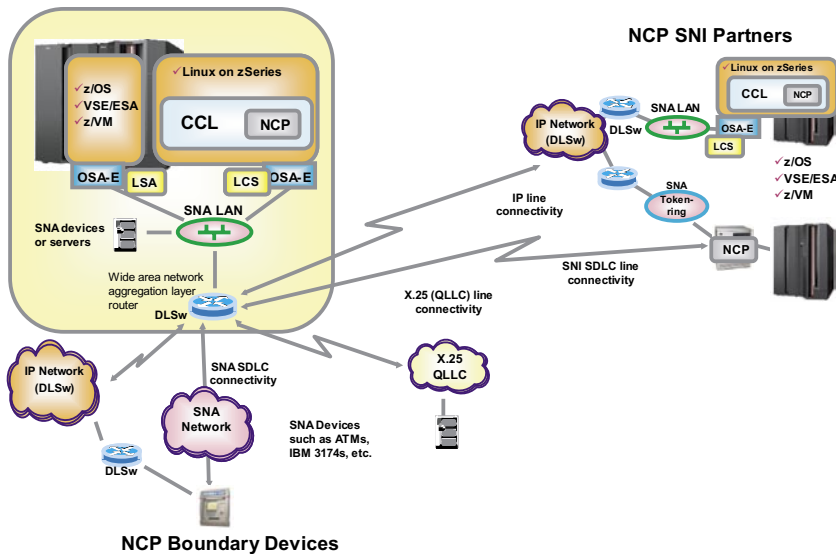 NCP SNI Partners
✓Linux on zSeries
✓z/OS
✓VSE/ESA
✓z/VM
CCL
NCP
OSA-E
LSA
LCS
OSA-E
SNA LAN
SNA devices
or servers
Wide area network
aggregation layer
router
DLSw
✓Linux on zSeries
CCL
NCP
SNA LAN
DLSw
OSA-E
LCS
IP Network
(DLSw)
✓z/OS
✓VSE/ESA
✓z/VM
SNA
Token-
ring
NCP
IP line
connectivity
SNI SDLC line
connectivity
X.25 (QLLC) line
connectivity
X.25
QLLC
IP Network
(DLSw)
SNA SDLC
connectivity
SNA
Network
SNA Devices
such as ATMs,
IBM 3174s, etc.
DLSw
NCP Boundary Devices